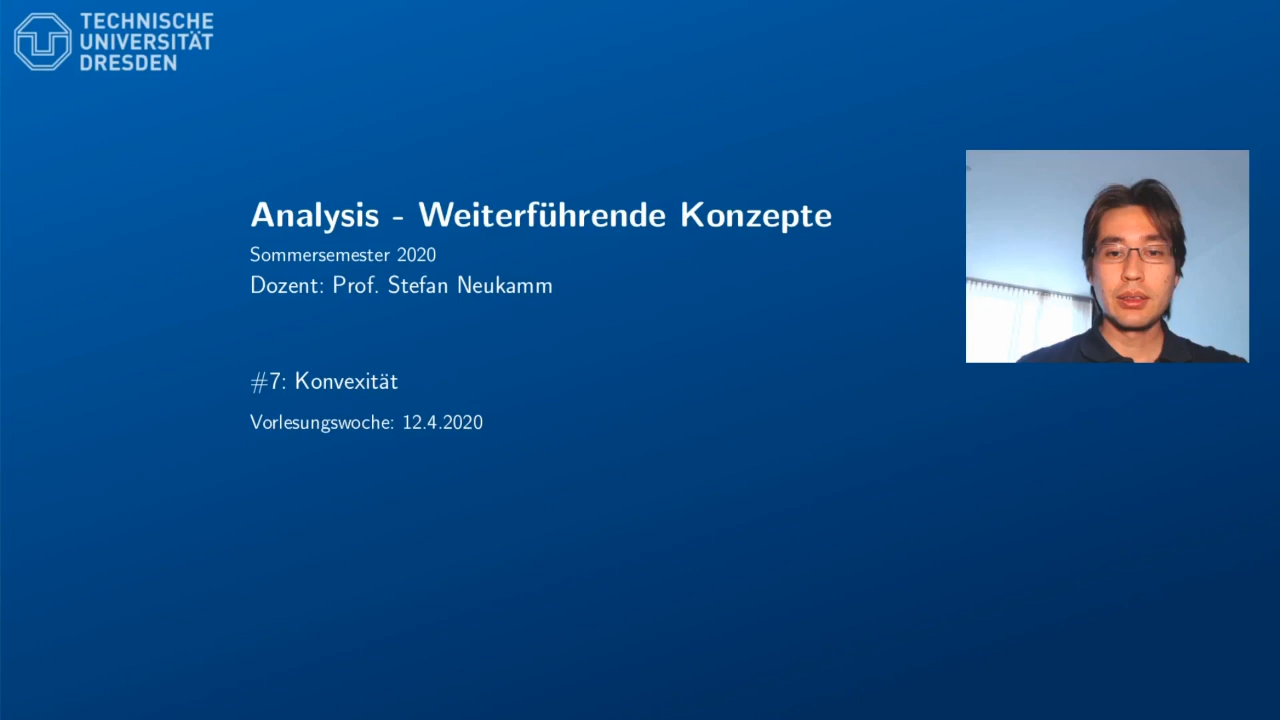 TECHNISCHE
UNIVERSITÄT
DRESDEN
Analysis - Weiterführende Konzepte
Sommersemester 2020
Dozent: Prof. Stefan Neukamm
#7: Konvexität
Vorlesungswoche: 12.4.2020